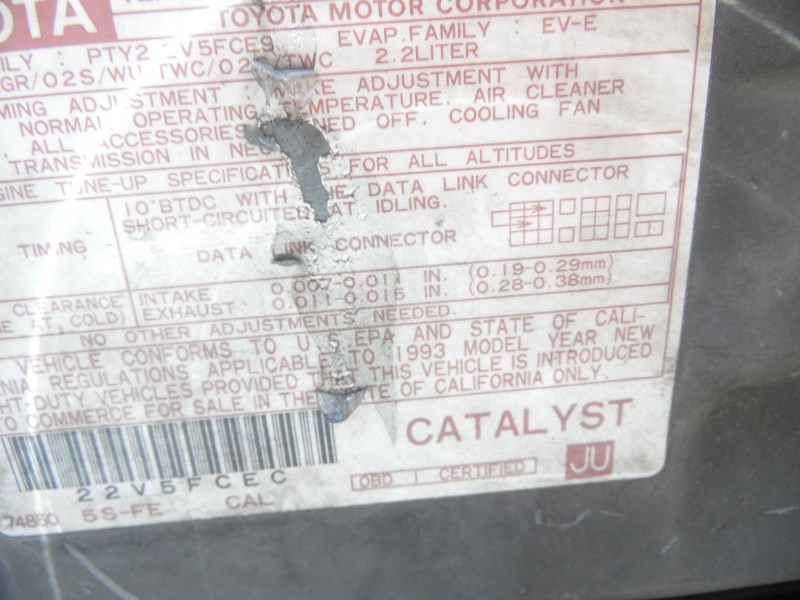 OTA
TOYOTA MOTOR CORPORATION
ILY : PTY2.2V5FCE9 EVAP.FAMILY : EV-E
GR/O2S/WU-TWC/O2S/TWC 2.2LITER
MING ADJUSTMENT : MAKE ADJUSTMENT WITH
NORMAL OPERATING TEMPERATURE, AIR CLEANER
ALL ACCESSORIES TURNED OFF. COOLING FAN
TRANSMISSION IN
GINE TUNE-UP SPECIFICATIONS FOR ALL ALTITUDES
TIMING
10°BTDC WITH THE DATA LINK CONNECTOR
SHORT-CIRCUITED AT IDLING.
DATA LINK CONNECTOR
CLEARANCE
AT COLD)
INTAKE 0.007-0.011 IN. (0.19-0.29mm)
EXHAUST 0.011-0.015 IN. (0.28-0.38mm)
NO OTHER ADJUSTMENTS NEEDED.
VEHICLE CONFORMS TO U.S.EPA AND STATE OF CALI-
NIA REGULATIONS APPLICABLE TO 1993 MODEL YEAR NEW
HT-DUTY VEHICLES PROVIDED THIS VEHICLE IS INTRODUCED
TO COMMERCE FOR SALE IN THE STATE OF CALIFORNIA ONLY.
CATALYST
22V5FCEC
OBD I CERTIFIED JU
74850 5S-FE CAL